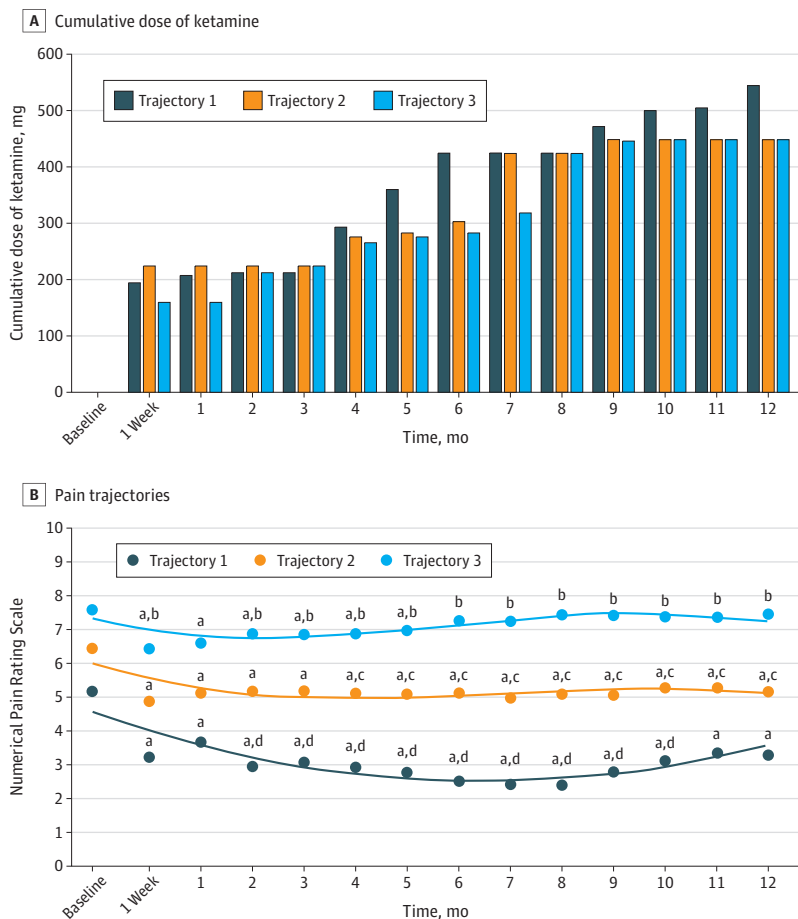 A Cumulative dose of ketamine
600
500
400
300
200
100
0
Cumulative dose of ketamine, mg
Trajectory 1 Trajectory 2 Trajectory 3
Baseline 1 Week 1 2 3 4 5 6 7 8 9 10 11 12
Time, mo
B Pain trajectories
10
9
8
7
6
5
4
3
2
1
0
Numerical Pain Rating Scale
Trajectory 1 Trajectory 2 Trajectory 3
a,b a a,b a,b a,b a,b b b b b b b b
a a a a a,c a,c a,c a,c a,c a,c a,c a,c a,c
a a a,d a,d a,d a,d a,d a,d a,d a,d a,d a a
Baseline 1 Week 1 2 3 4 5 6 7 8 9 10 11 12
Time, mo